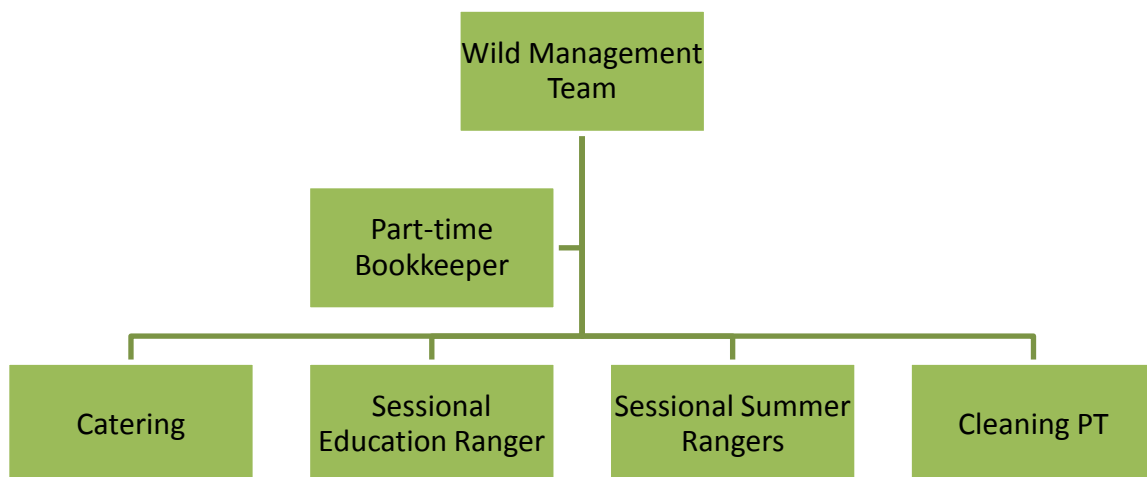 Wild Management
Team
Part-time
Bookkeeper
Catering
Sessional
Education Ranger
Sessional Summer
Rangers
Cleaning PT